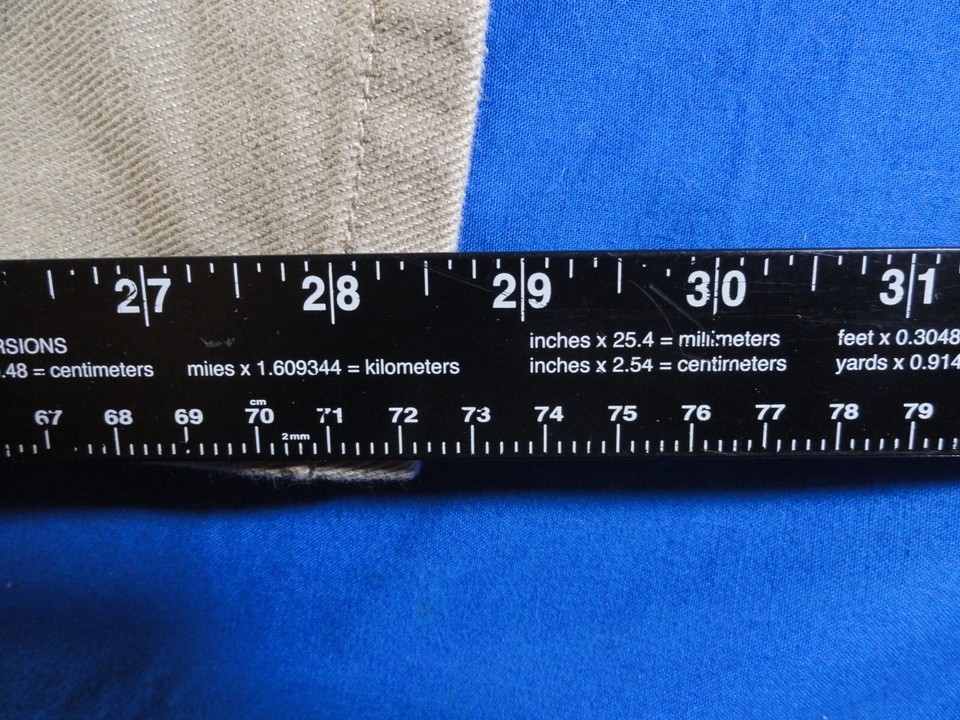 27 28 29 30 31
RSIONS inches x 25.4 = millimeters feet x 0.3048
.48 = centimeters miles x 1.609344 = kilometers inches x 2.54 = centimeters yards x 0.914
cm
67 68 69 70 71 72 73 74 75 76 77 78 79
2mm